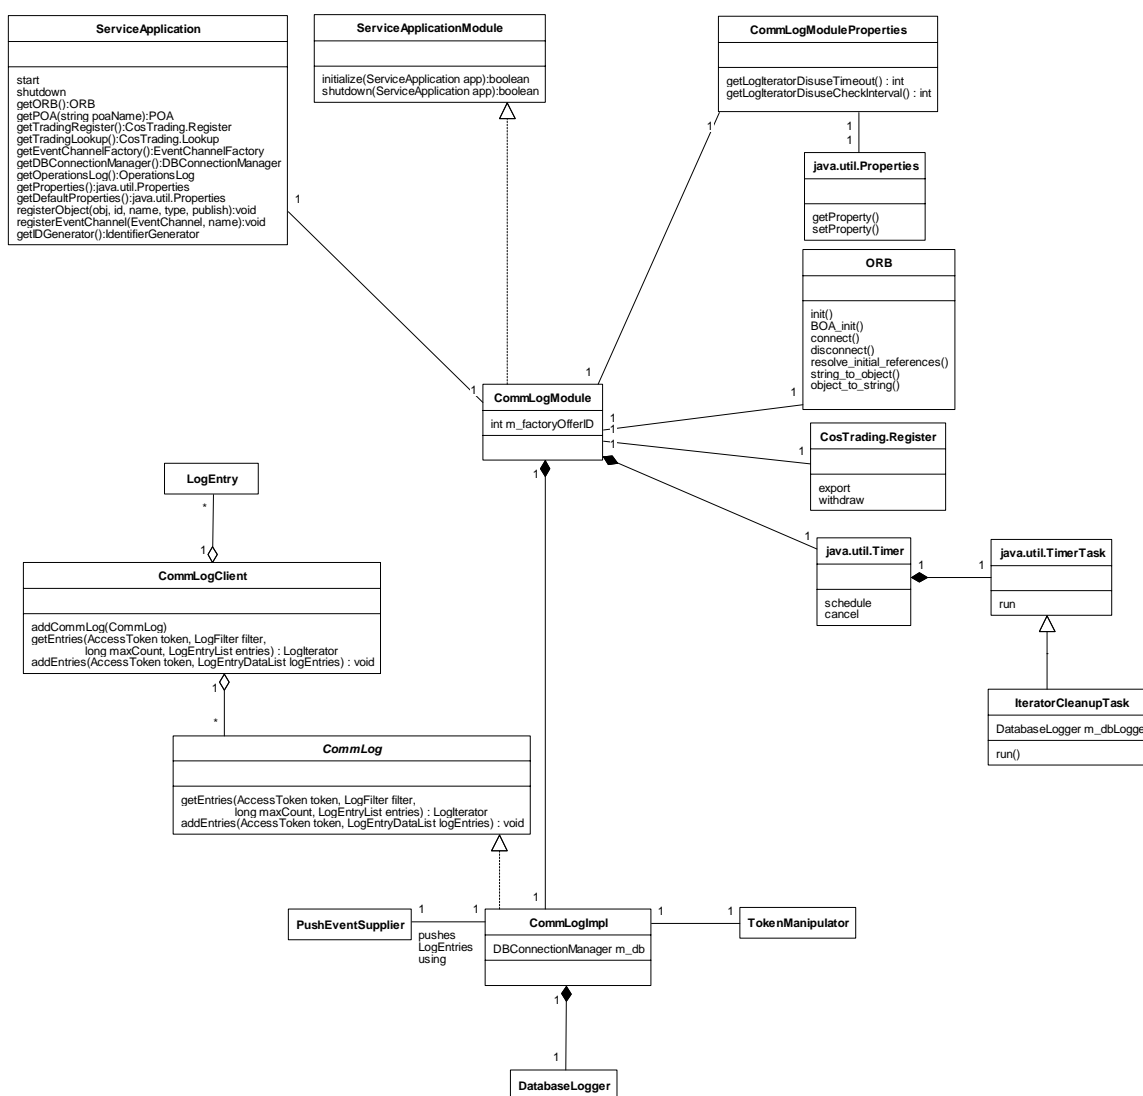 ServiceApplication
start
shutdown
getORB():ORB
getPOA(string poaName):POA
getTradingRegister():CosTrading.Register
getTradingLookup():CosTrading.Lookup
getEventChannelFactory():EventChannelFactory
getDBConnectionManager():DBConnectionManager
getOperationsLog():OperationsLog
getProperties():java.util.Properties
getDefaultProperties():java.util.Properties
registerObject(obj, id, name, type, publish):void
registerEventChannel(EventChannel, name):void
getIDGenerator():IdentifierGenerator
1
ServiceApplicationModule
initialize(ServiceApplication app):boolean
shutdown(ServiceApplication app):boolean
CommLogModuleProperties
getLogIteratorDisuseTimeout() : int
getLogIteratorDisuseCheckInterval() : int
1
1
1
java.util.Properties
getProperty()
setProperty()
ORB
init()
BOA_init()
connect()
disconnect()
resolve_initial_references()
string_to_object()
object_to_string()
1
1
1
CommLogModule
int m_factoryOfferID
1
1
1
1
1
CosTrading.Register
export
withdraw
LogEntry
*
1
1
java.util.Timer
schedule
cancel
1
1
java.util.TimerTask
run
CommLogClient
addCommLog(CommLog)
getEntries(AccessToken token, LogFilter filter,
long maxCount, LogEntryList entries) : LogIterator
addEntries(AccessToken token, LogEntryDataList logEntries) : void
1
*
IteratorCleanupTask
DatabaseLogger m_dbLogge
run()
CommLog
getEntries(AccessToken token, LogFilter filter,
long maxCount, LogEntryList entries) : LogIterator
addEntries(AccessToken token, LogEntryDataList logEntries) : void
1
PushEventSupplier
1
1
pushes
LogEntries
using
CommLogImpl
DBConnectionManager m_db
1
1
TokenManipulator
1
1
DatabaseLogger